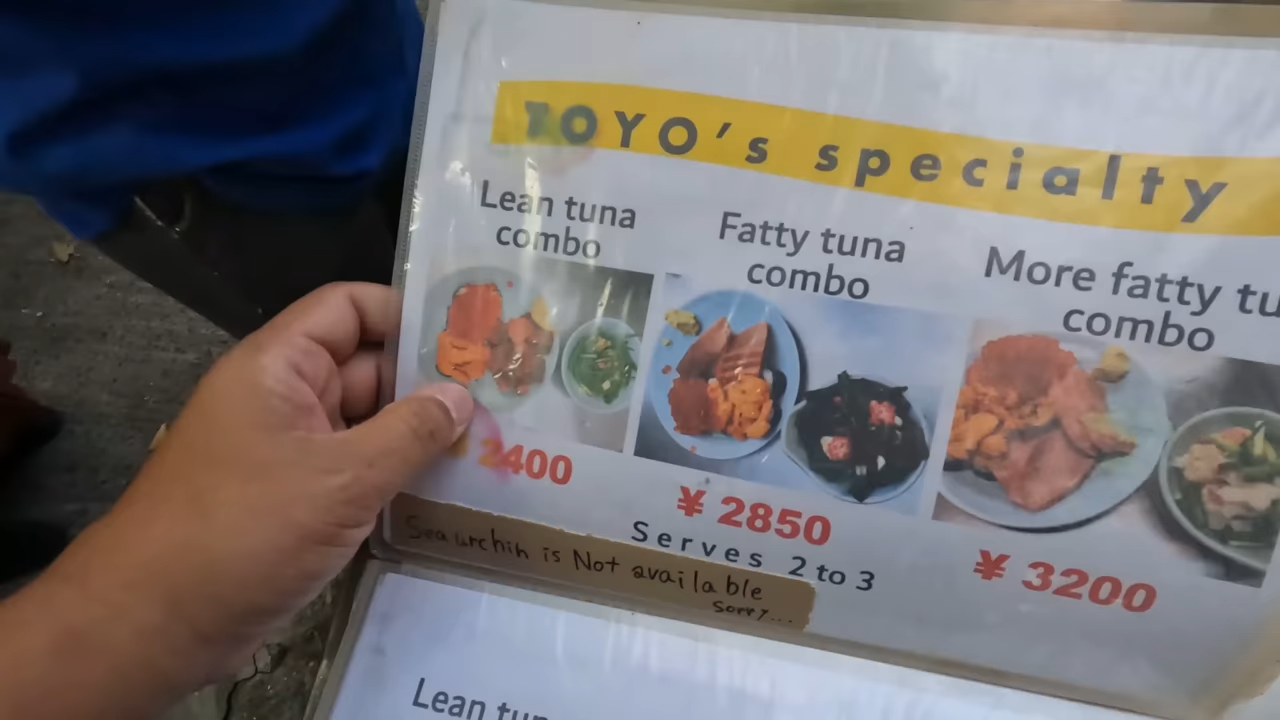 TOYO's specialty
Lean tuna
combo
Fatty tuna
combo
More fatty tu
combo
2400
¥ 2850
Serves 2 to 3
¥ 3200
Sea urchin is Not available
sorry...
Lean tun